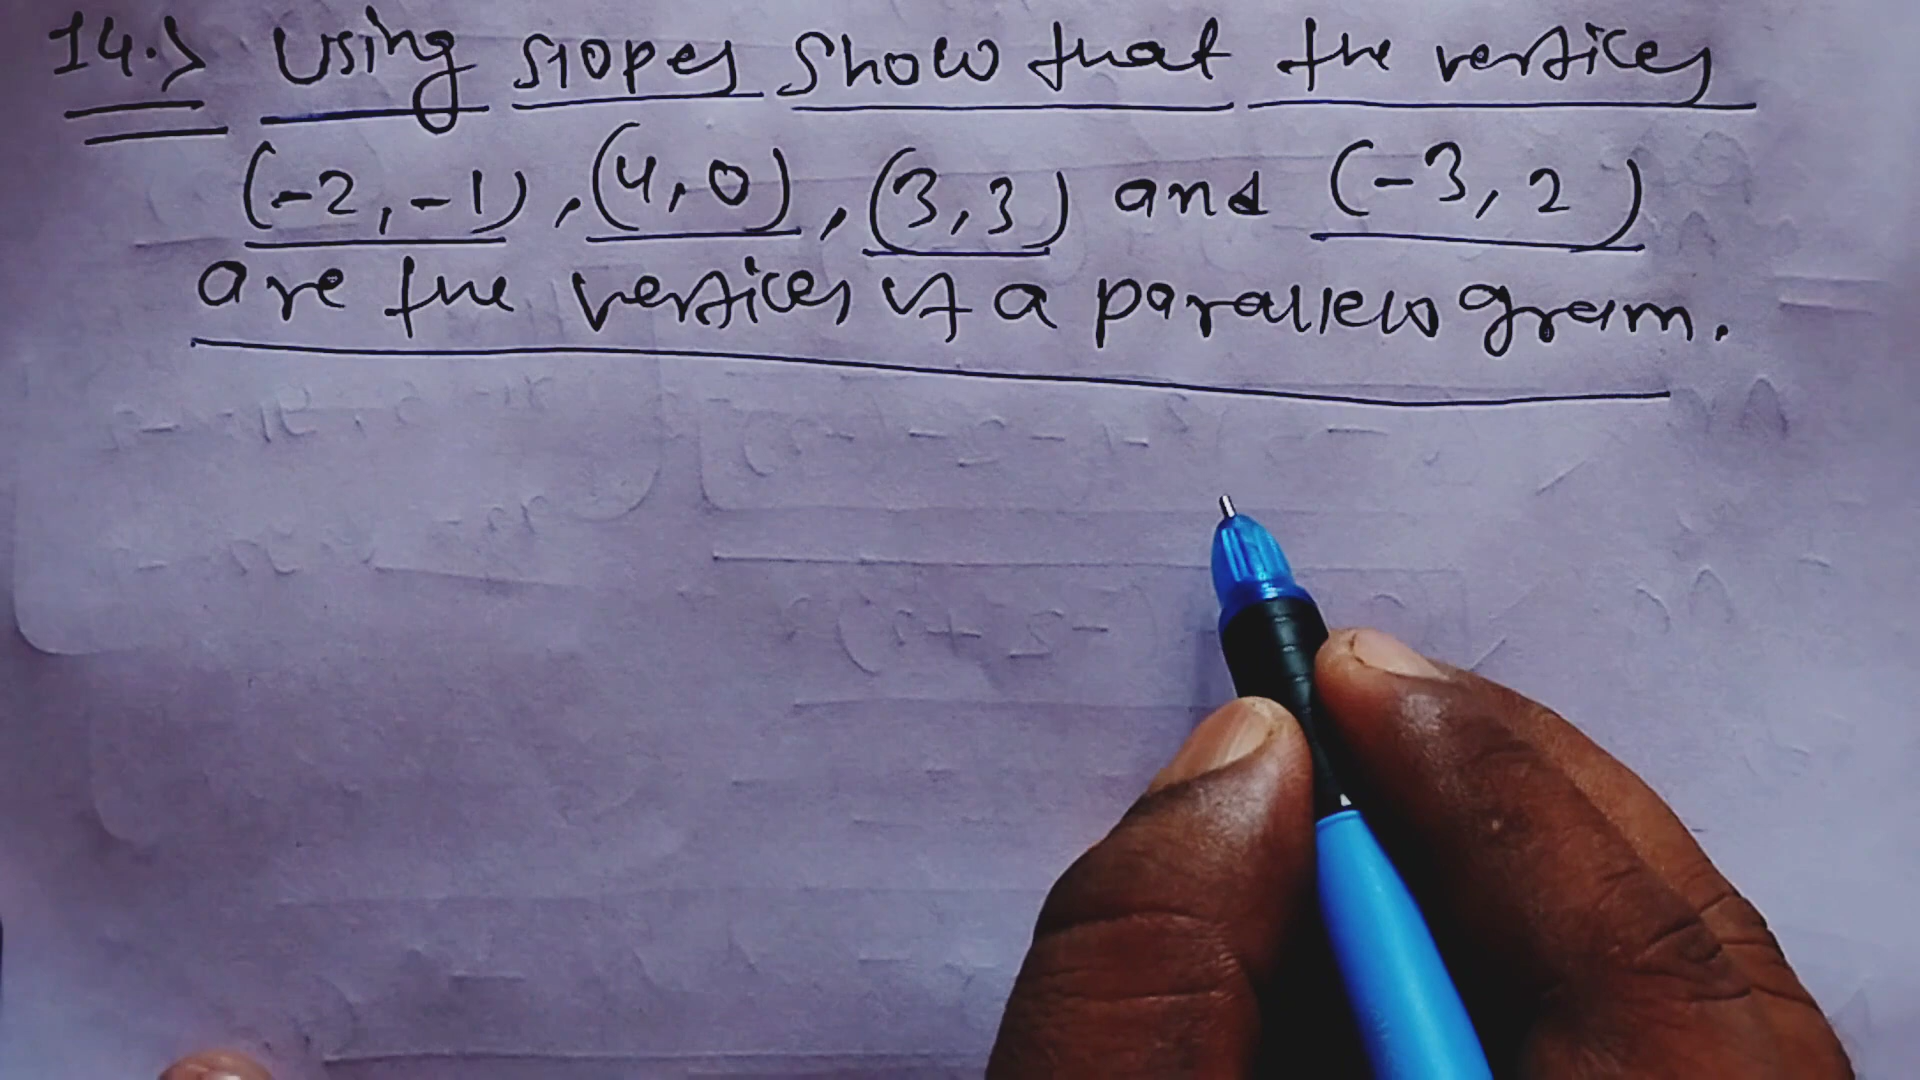 14.> Using slopes show that the vertices
(-2,-1), (4,0), (3,3) and (-3,2)
are the vertices of a parallelogram.